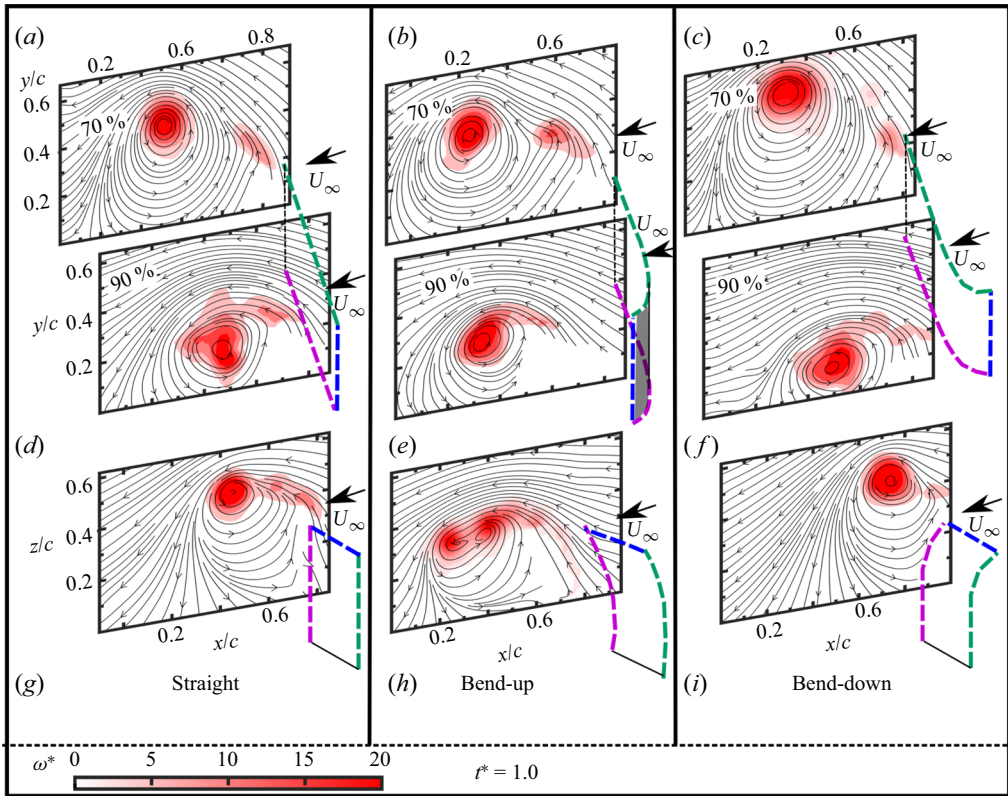 (a)
(b)
(c)
0.2 0.6 0.8
0.2 0.6
0.2 0.6
y/c
0.6
0.4
0.2
70 %
70 %
70 %
U∞
U∞
U∞
y/c
0.6
0.4
0.2
90 %
90 %
90 %
U∞
U∞
U∞
(d)
(e)
(f)
z/c
0.6
0.4
0.2
U∞
U∞
U∞
0.2 0.6
0.2 0.6
0.2 0.6
x/c
x/c
x/c
(g) Straight
(h) Bend-up
(i) Bend-down
ω*
0 5 10 15 20
t* = 1.0